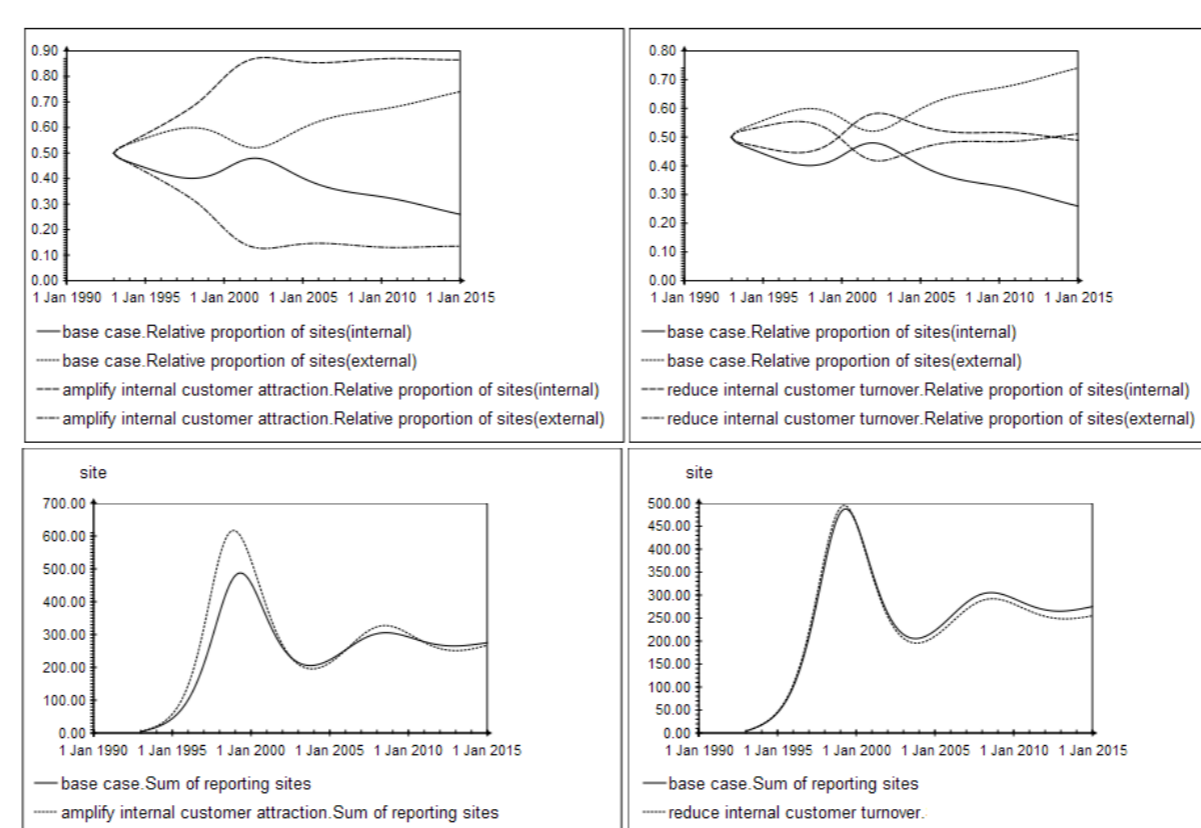 0.90
0.80
0.70
0.60
0.50
0.40
0.30
0.20
0.10
0.00
1 Jan 1990 1 Jan 1995 1 Jan 2000 1 Jan 2005 1 Jan 2010 1 Jan 2015
base case.Relative proportion of sites(internal)
base case.Relative proportion of sites(external)
amplify internal customer attraction.Relative proportion of sites(internal)
amplify internal customer attraction.Relative proportion of sites(external)
0.80
0.70
0.60
0.50
0.40
0.30
0.20
0.10
0.00
1 Jan 1990 1 Jan 1995 1 Jan 2000 1 Jan 2005 1 Jan 2010 1 Jan 2015
base case.Relative proportion of sites(internal)
base case.Relative proportion of sites(external)
reduce internal customer turnover.Relative proportion of sites(internal)
reduce internal customer turnover.Relative proportion of sites(external)
site
700.00
600.00
500.00
400.00
300.00
200.00
100.00
0.00
1 Jan 1990 1 Jan 1995 1 Jan 2000 1 Jan 2005 1 Jan 2010 1 Jan 2015
base case.Sum of reporting sites
amplify internal customer attraction.Sum of reporting sites
site
500.00
450.00
400.00
350.00
300.00
250.00
200.00
150.00
100.00
50.00
0.00
1 Jan 1990 1 Jan 1995 1 Jan 2000 1 Jan 2005 1 Jan 2010 1 Jan 2015
base case.Sum of reporting sites
reduce internal customer turnover.